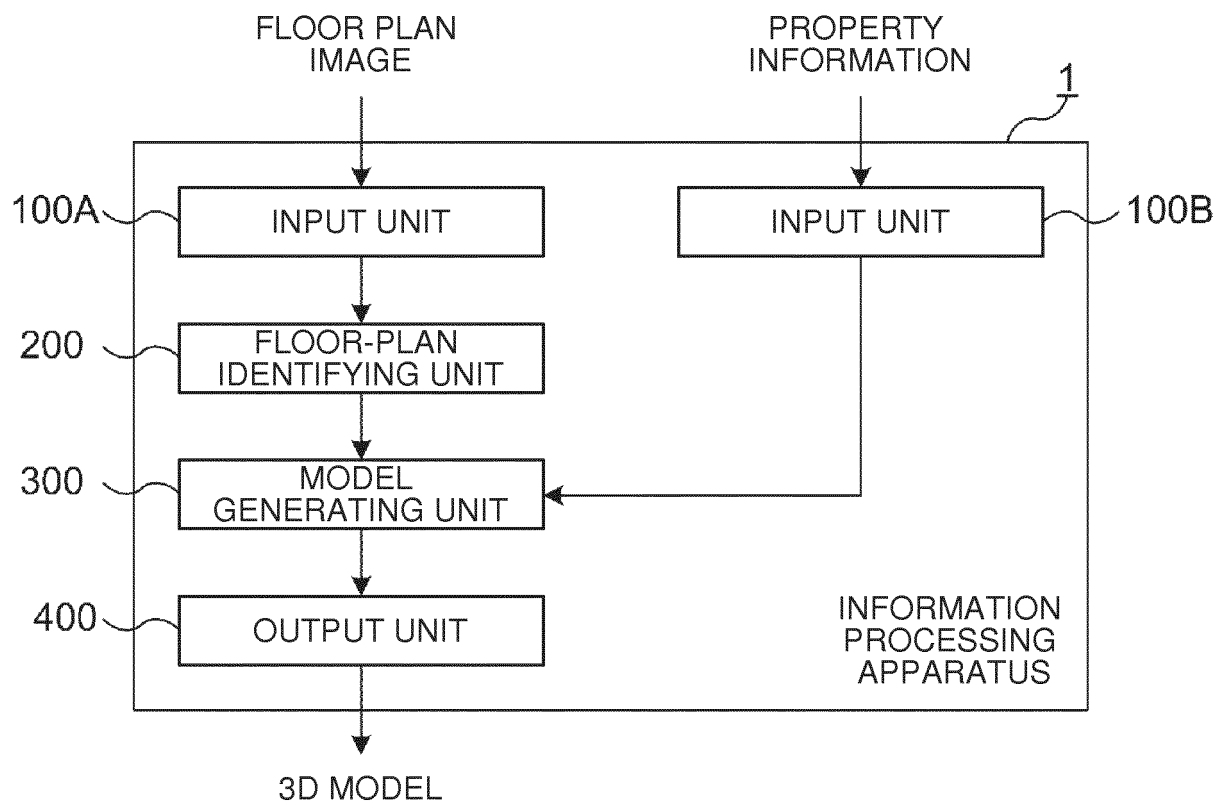 FLOOR PLAN
IMAGE
PROPERTY
INFORMATION
1
100A
INPUT UNIT
INPUT UNIT
100B
200
FLOOR-PLAN
IDENTIFYING UNIT
300
MODEL
GENERATING UNIT
400
OUTPUT UNIT
INFORMATION
PROCESSING
APPARATUS
3D MODEL